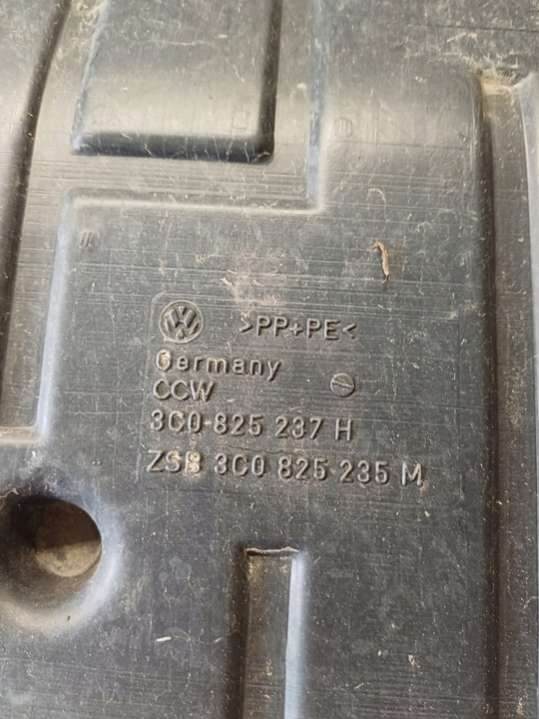 >PP+PE<
Germany
CCW
3C0-825 237 H
ZSB 3C0 825 235 M